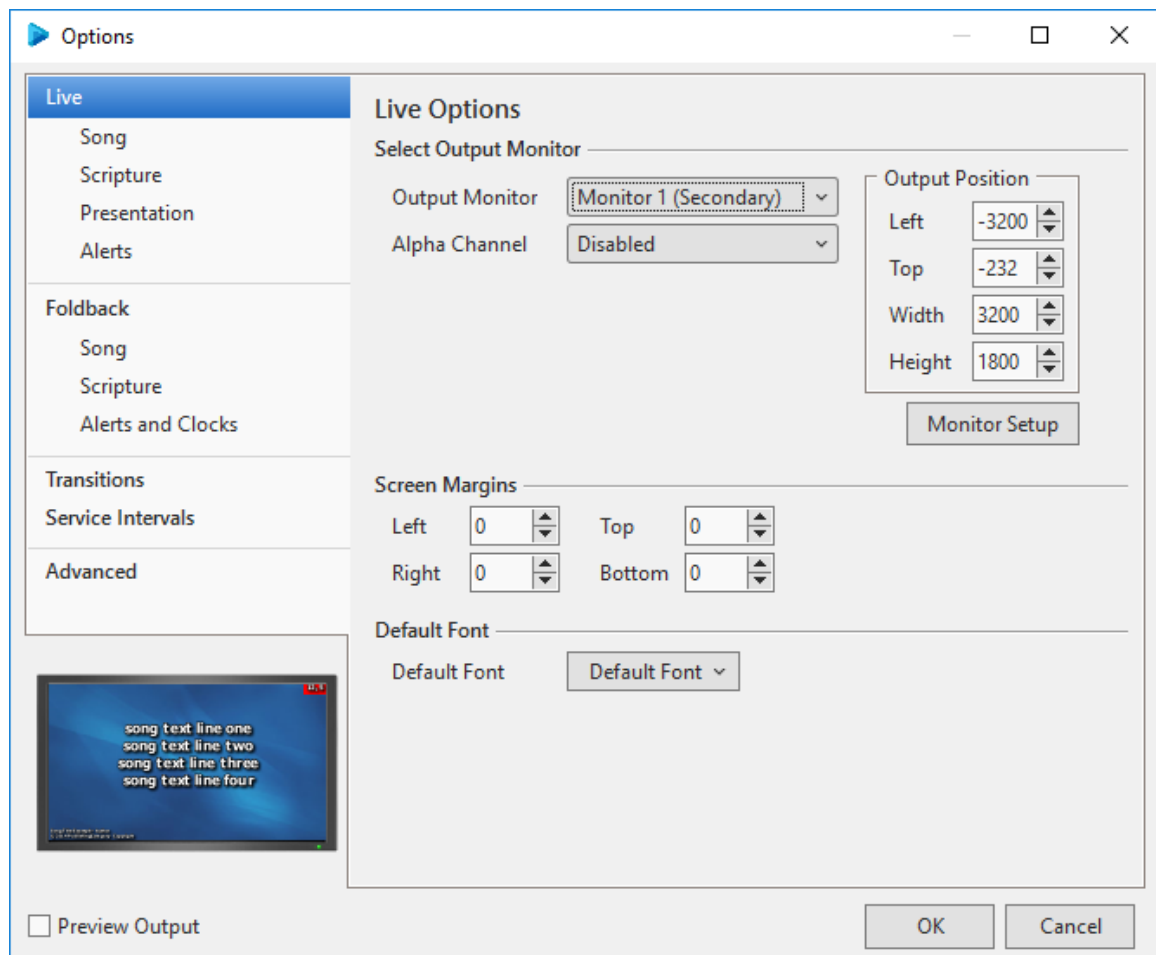 Options
Live
Song
Scripture
Presentation
Alerts
Foldback
Song
Scripture
Alerts and Clocks
Transitions
Service Intervals
Advanced
Live Options
Select Output Monitor
Output Monitor Monitor 1 (Secondary)
Alpha Channel Disabled
Output Position
Left -3200
Top -232
Width 3200
Height 1800
Monitor Setup
Screen Margins
Left 0 Top 0
Right 0 Bottom 0
Default Font
Default Font Default Font
song text line one
song text line two
song text line three
song text line four
Preview Output
OK Cancel